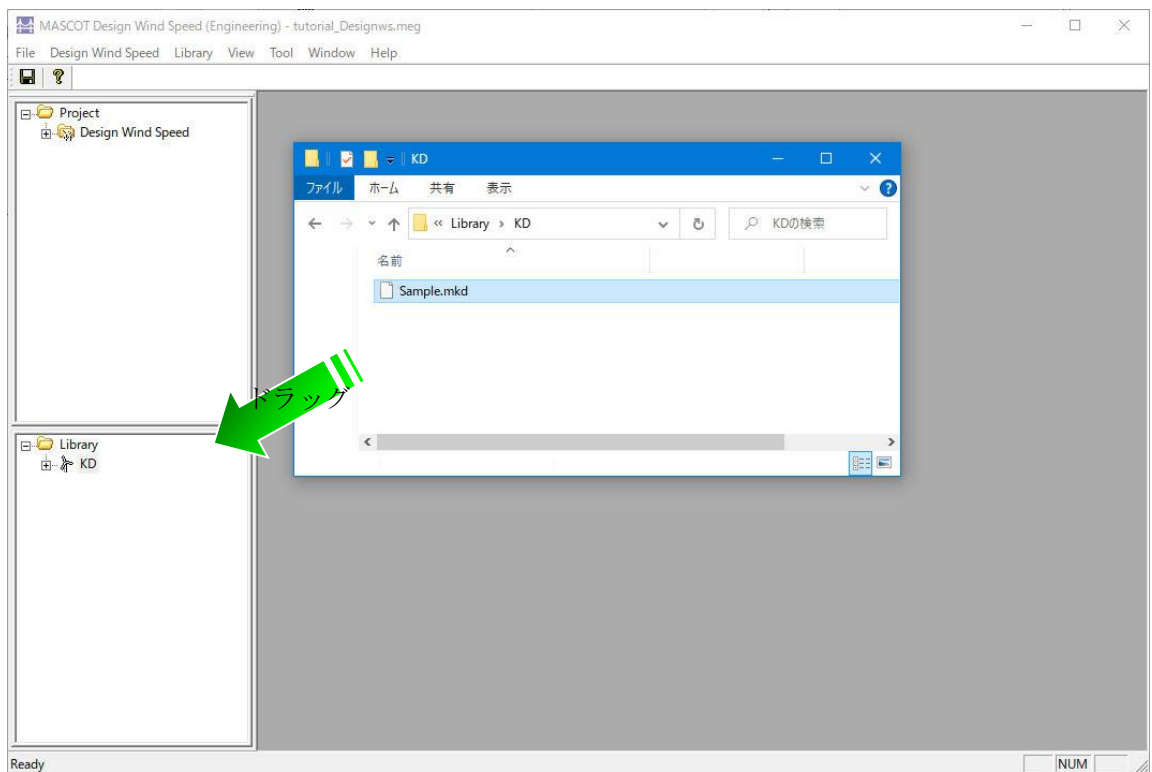 MASCOT Design Wind Speed (Engineering) - tutorial_Designws.meg
File Design Wind Speed Library View Tool Window Help
Project
Design Wind Speed
KD
ファイル ホーム 共有 表示
« Library › KD
KDの検索
名前
Sample.mkd
ドラッグ
Library
KD
Ready
NUM